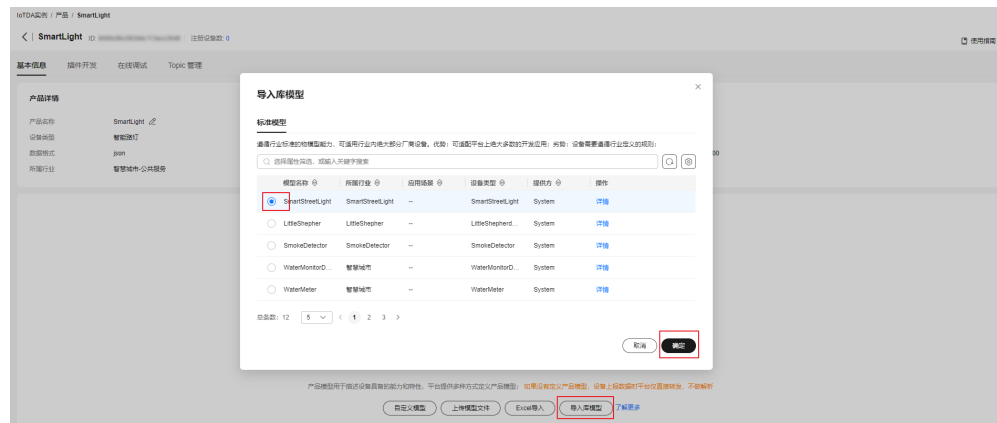 IoTDA实例 / 产品 / SmartLight
SmartLight ID: 注册设备数: 0
使用指南
基本信息 插件开发 在线调试 Topic 管理
产品详情
产品名称 SmartLight
设备类型 智能路灯
数据格式 json
所属行业 智慧城市-公共服务
00
导入库模型
标准模型
遵循行业标准的物模型能力、可适用行业内绝大部分厂商设备。优势：可适配平台上绝大多数的开发应用；劣势：设备需要遵循行业定义的规则;
选择属性筛选，或输入关键字搜索
模型名称 所属行业 应用场景 设备类型 提供方 操作
SmartStreetLight SmartStreetLight -- SmartStreetLight System 详情
LittleShepher LittleShepher -- LittleShepherd... System 详情
SmokeDetector SmokeDetector -- SmokeDetector System 详情
WaterMonitorD... 智慧城市 -- WaterMonitorD... System 详情
WaterMeter 智慧城市 -- WaterMeter System 详情
总条数: 12 5 1 2 3
取消 确定
产品模型用于描述设备具备的能力和特性，平台提供多种方式定义产品模型； 如果没有定义产品模型，设备上报数据时平台仅直接转发，不做解析
自定义模型 上传模型文件 Excel导入 导入库模型 了解更多